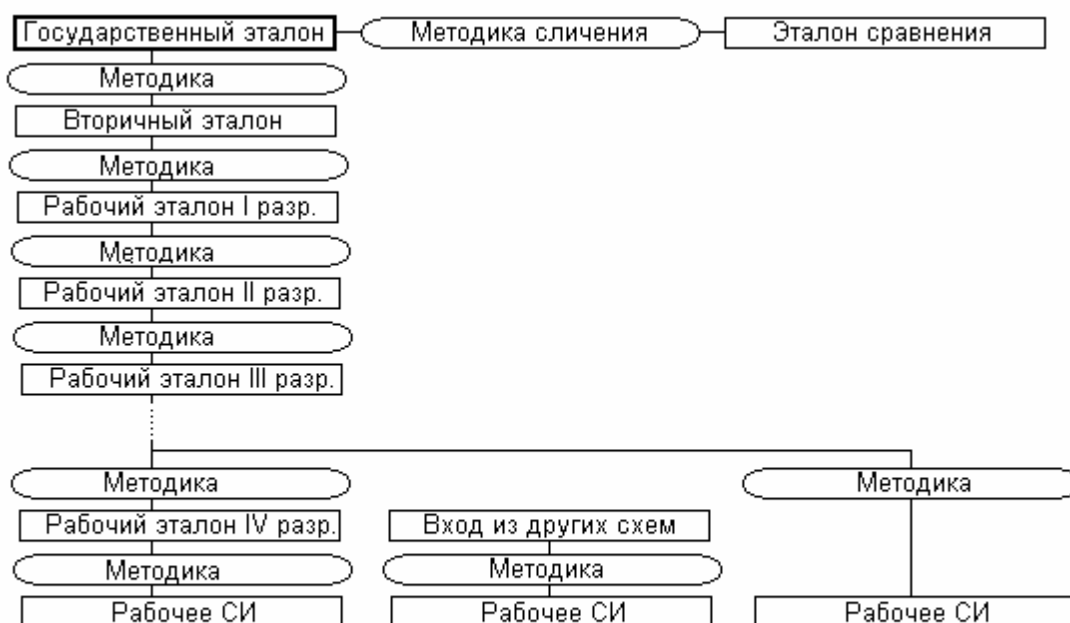 Государственный эталон
Методика сличения
Эталон сравнения
Методика
Вторичный эталон
Методика
Рабочий эталон I разр.
Методика
Рабочий эталон II разр.
Методика
Рабочий эталон III разр.
Методика
Методика
Рабочий эталон IV разр.
Вход из других схем
Методика
Методика
Рабочее СИ
Рабочее СИ
Рабочее СИ